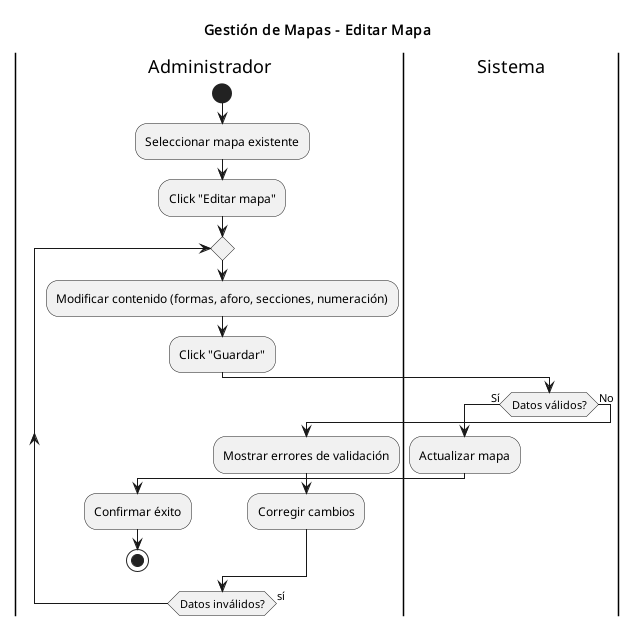 Gestión de Mapas - Editar Mapa
Administrador
Sistema
Seleccionar mapa existente
Click "Editar mapa"
Modificar contenido (formas, aforo, secciones, numeración)
Click "Guardar"
Sí
Datos válidos?
No
Mostrar errores de validación
Actualizar mapa
Confirmar éxito
Corregir cambios
Datos inválidos?
sí